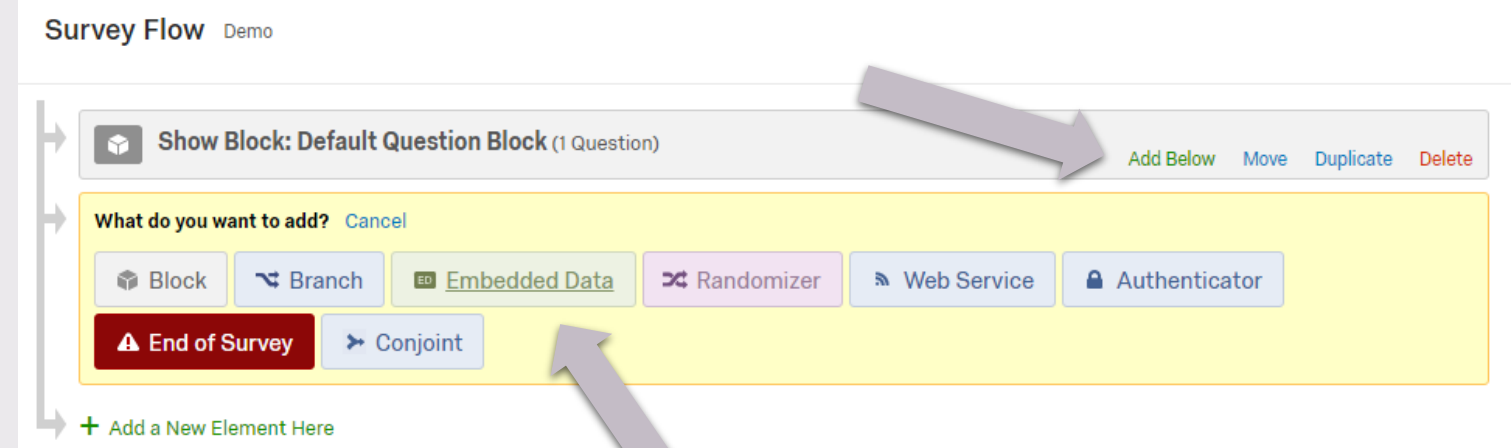 Survey Flow Demo
Show Block: Default Question Block (1 Question)
Add Below Move Duplicate Delete
What do you want to add? Cancel
Block Branch ED Embedded Data Randomizer Web Service Authenticator
End of Survey Conjoint
+ Add a New Element Here